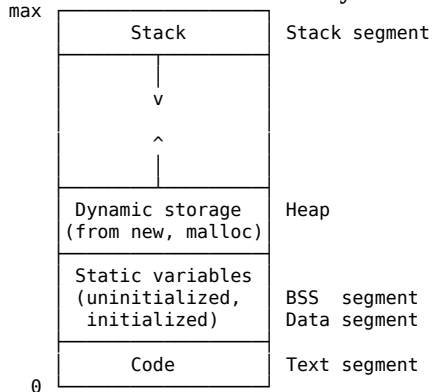 max
Stack Stack segment
v
^
Dynamic storage Heap
(from new, malloc)
Static variables
(uninitialized, BSS segment
initialized) Data segment
Code Text segment
0